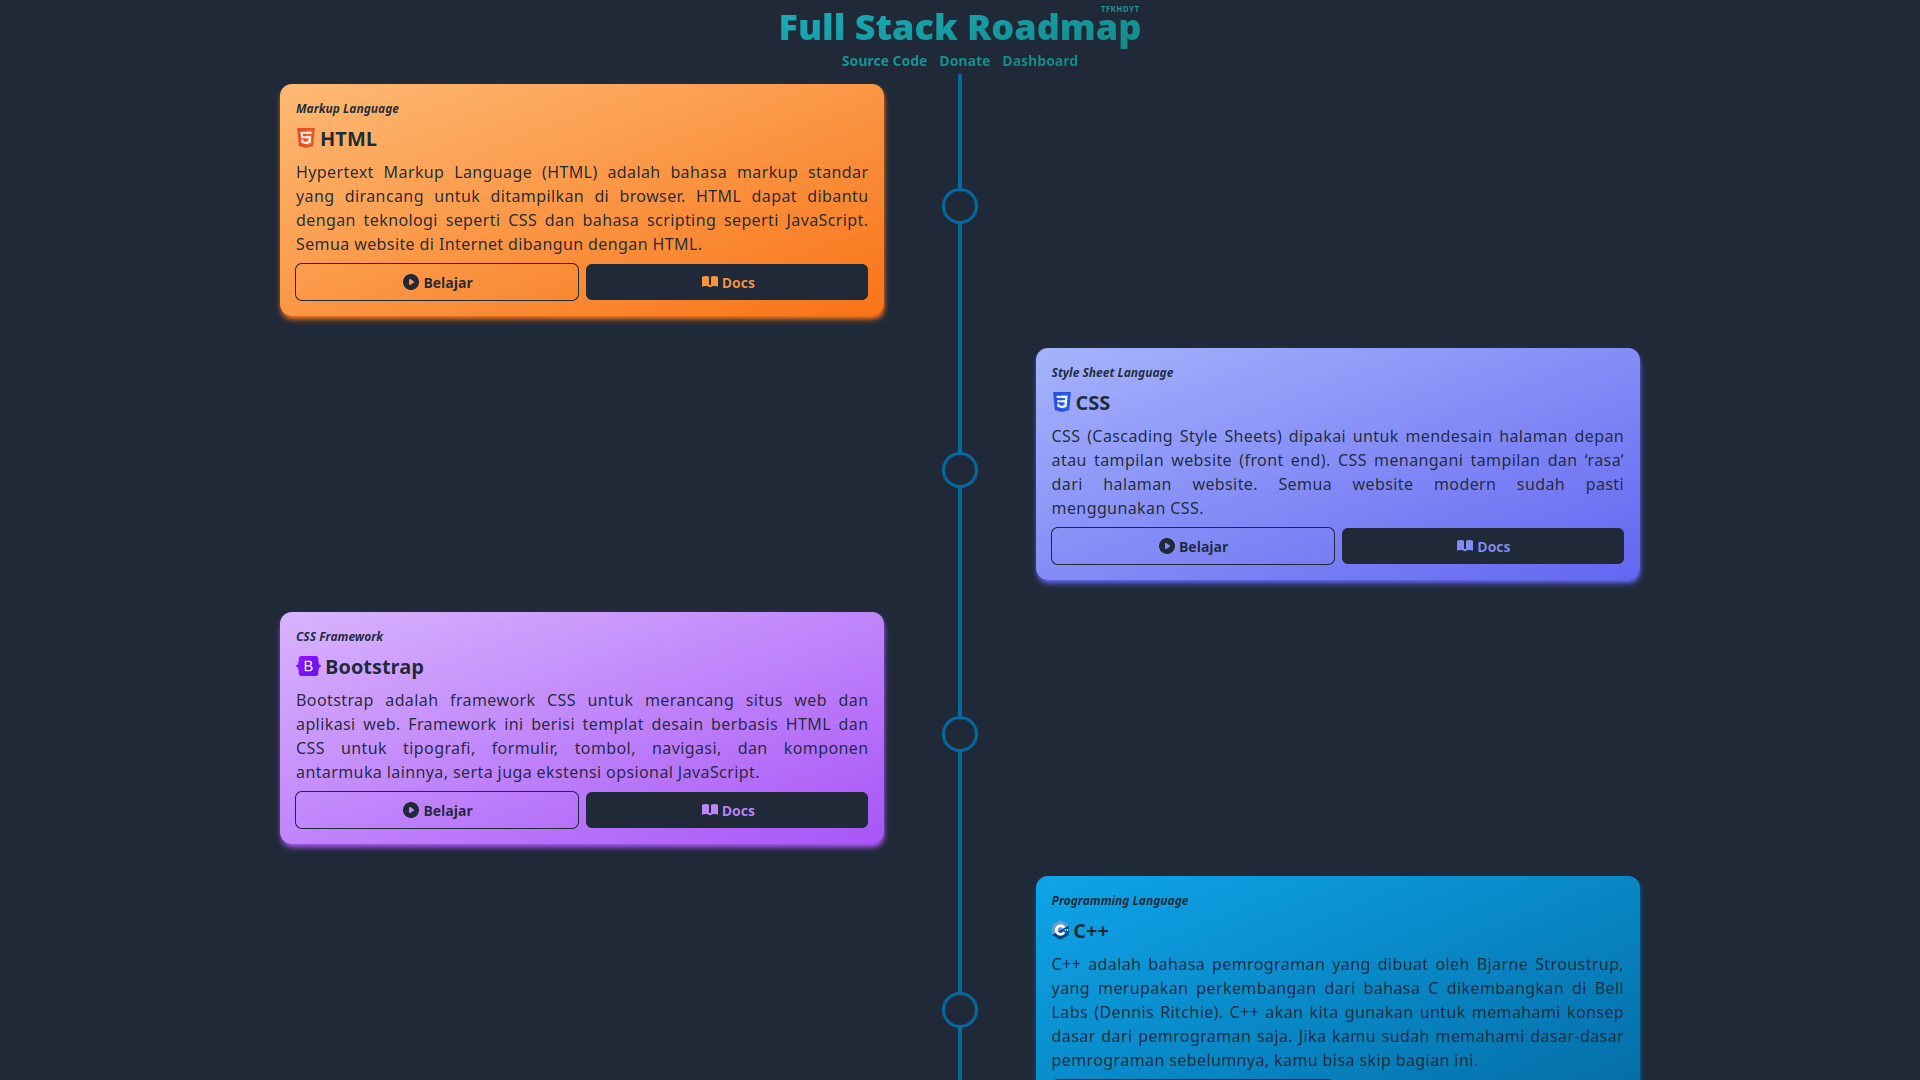 TFKHDYT
Full Stack Roadmap
Source Code Donate Dashboard
Markup Language
HTML
Hypertext Markup Language (HTML) adalah bahasa markup standar
yang dirancang untuk ditampilkan di browser. HTML dapat dibantu
dengan teknologi seperti CSS dan bahasa scripting seperti JavaScript.
Semua website di Internet dibangun dengan HTML.
Belajar
Docs
Style Sheet Language
CSS
CSS (Cascading Style Sheets) dipakai untuk mendesain halaman depan
atau tampilan website (front end). CSS menangani tampilan dan ‘rasa’
dari halaman website. Semua website modern sudah pasti
menggunakan CSS.
Belajar
Docs
CSS Framework
B
Bootstrap
Bootstrap adalah framework CSS untuk merancang situs web dan
aplikasi web. Framework ini berisi templat desain berbasis HTML dan
CSS untuk tipografi, formulir, tombol, navigasi, dan komponen
antarmuka lainnya, serta juga ekstensi opsional JavaScript.
Belajar
Docs
Programming Language
C++
C++ adalah bahasa pemrograman yang dibuat oleh Bjarne Stroustrup,
yang merupakan perkembangan dari bahasa C dikembangkan di Bell
Labs (Dennis Ritchie). C++ akan kita gunakan untuk memahami konsep
dasar dari pemrograman saja. Jika kamu sudah memahami dasar-dasar
pemrograman sebelumnya, kamu bisa skip bagian ini.